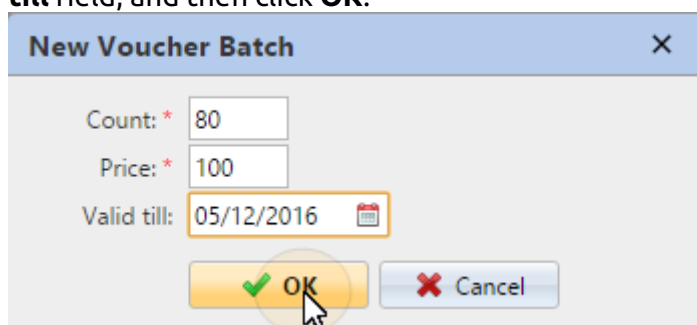 till field, and then click OK.
New Voucher Batch
Count: * 80
Price: * 100
Valid till: 05/12/2016
OK Cancel